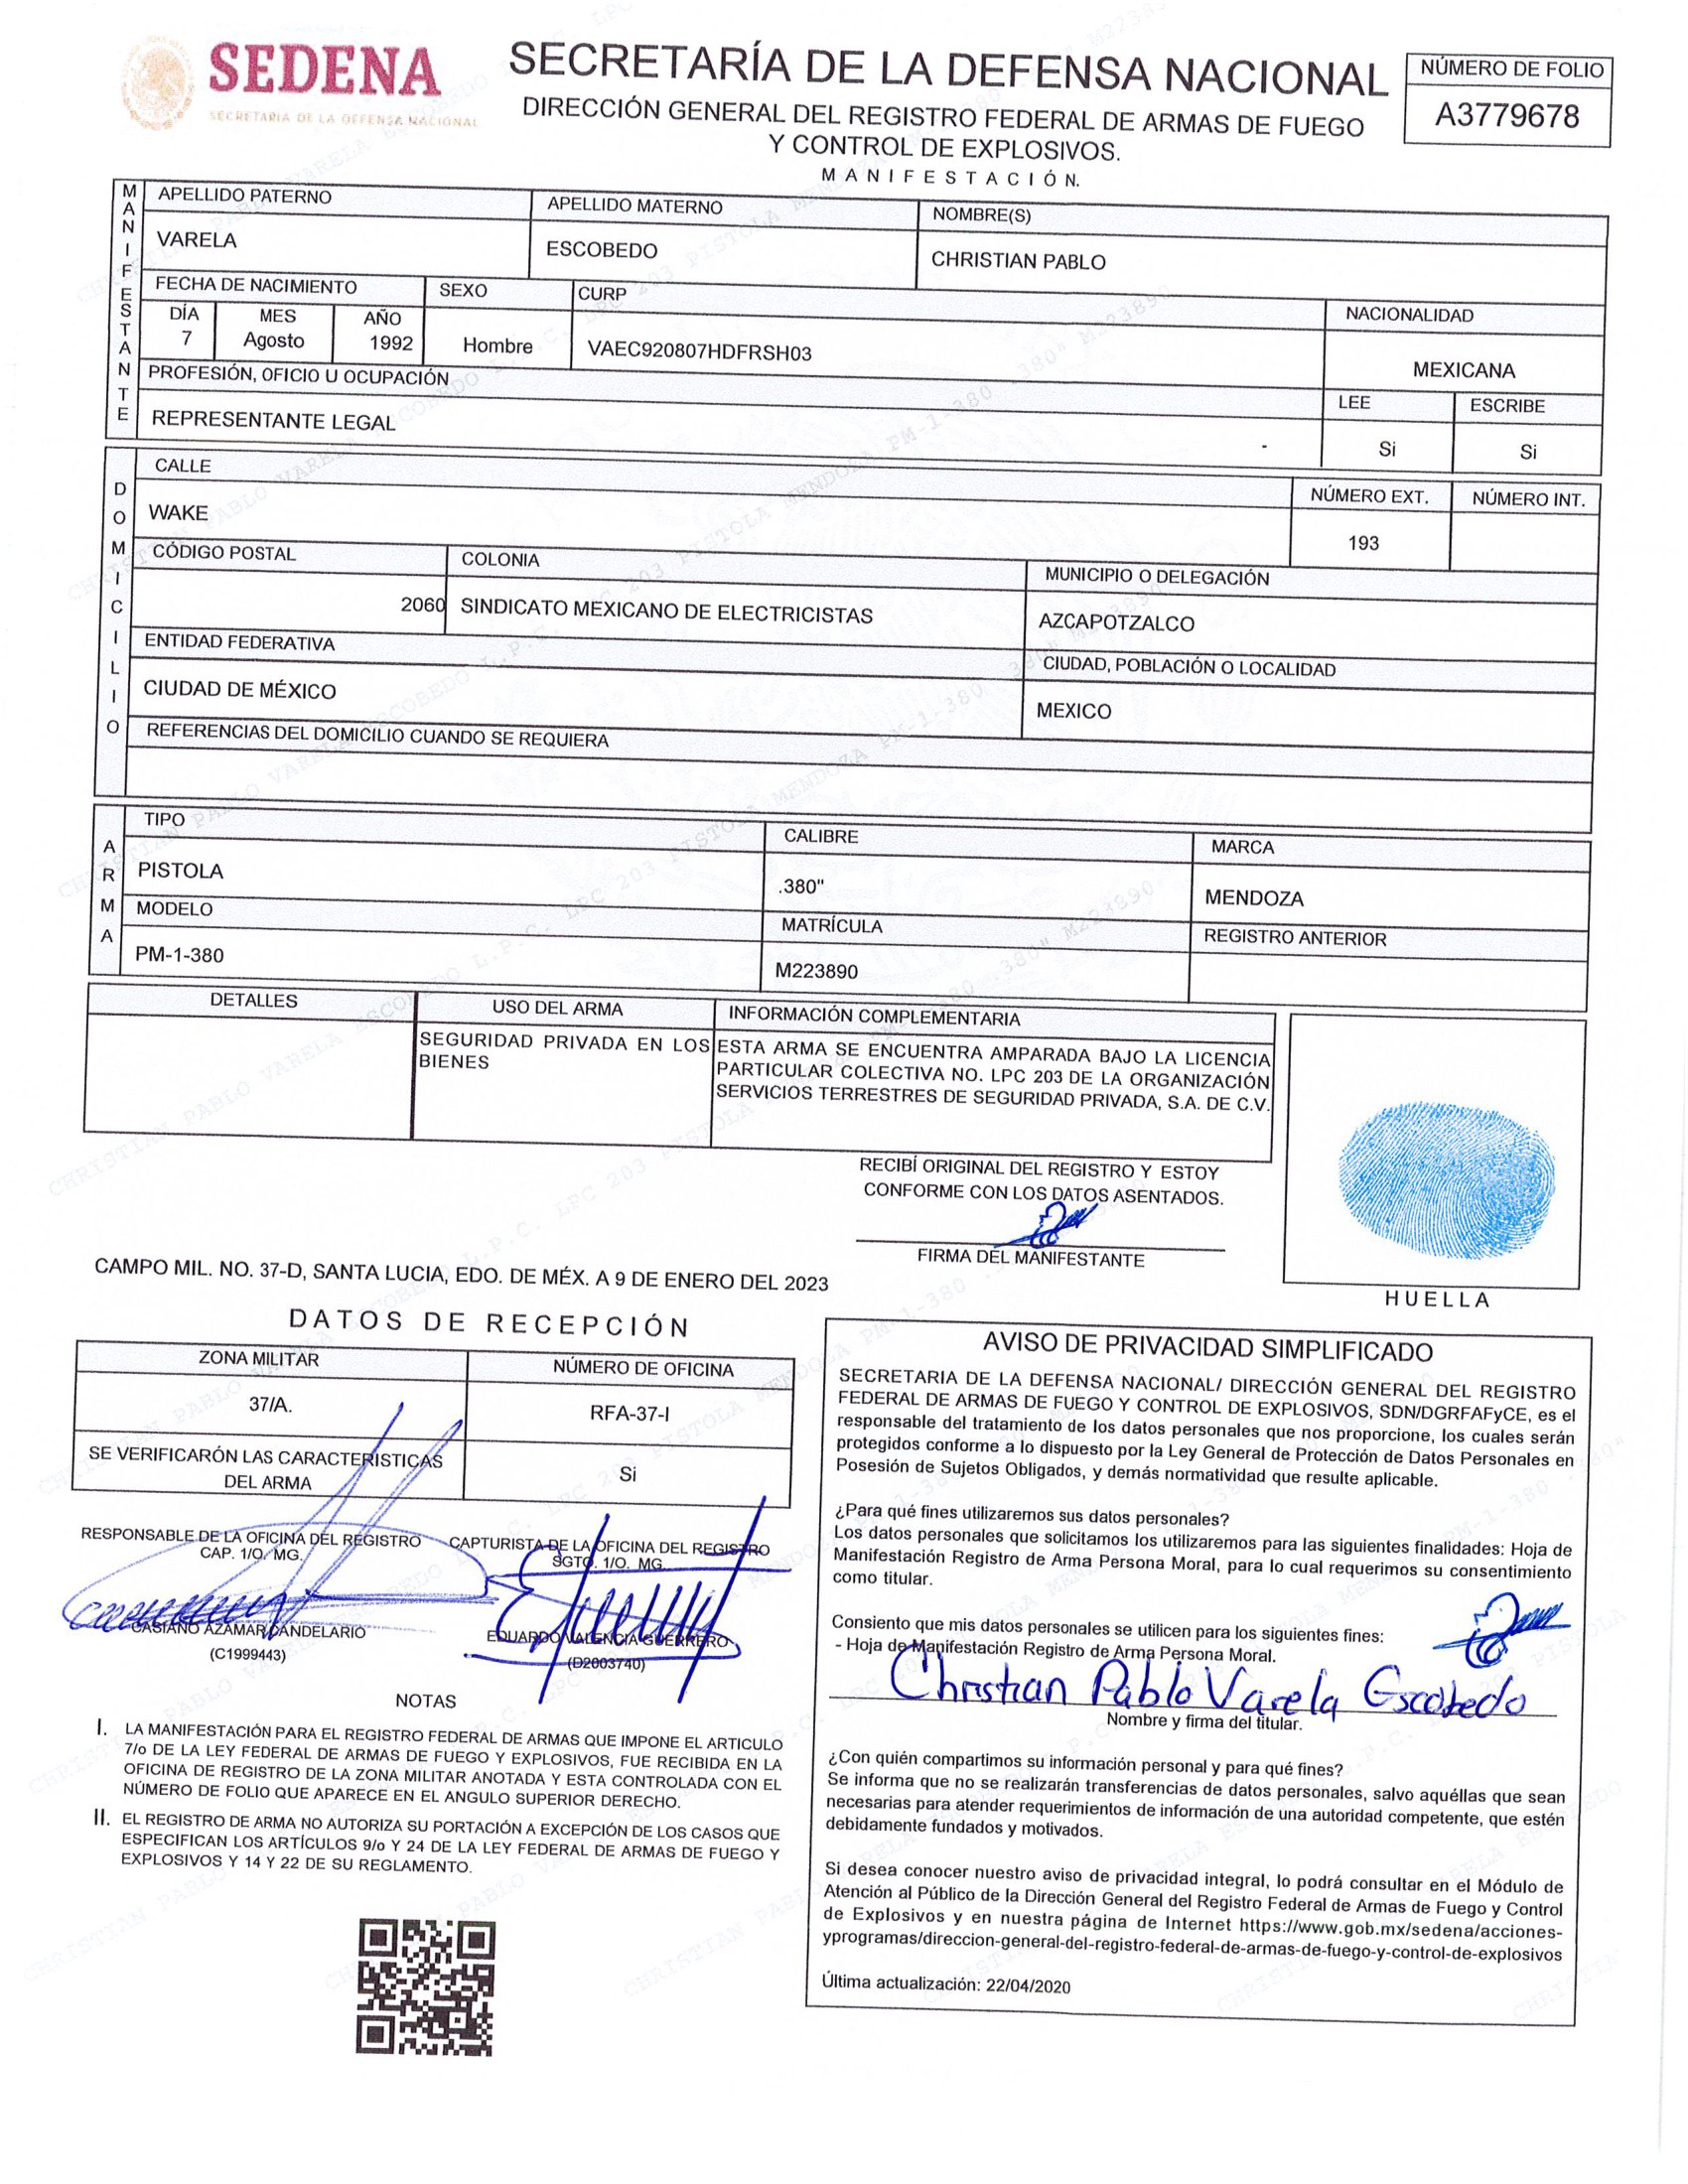 SEDENA
SECRETARÍA DE LA DEFENSA NACIONAL
SECRETARÍA DE LA DEFENSA NACIONAL
DIRECCIÓN GENERAL DEL REGISTRO FEDERAL DE ARMAS DE FUEGO
Y CONTROL DE EXPLOSIVOS.
MANIFESTACIÓN.
NÚMERO DE FOLIO
A3779678
MANIFESTANTE
APELLIDO PATERNO
APELLIDO MATERNO
NOMBRE(S)
VARELA
ESCOBEDO
CHRISTIAN PABLO
FECHA DE NACIMIENTO
SEXO
CURP
NACIONALIDAD
DÍA
MES
AÑO
7
Agosto
1992
Hombre
VAEC920807HDFRSH03
MEXICANA
PROFESIÓN, OFICIO U OCUPACIÓN
LEE
ESCRIBE
REPRESENTANTE LEGAL
-
Si
Si
DOMICILIO
CALLE
NÚMERO EXT.
NÚMERO INT.
WAKE
193
CÓDIGO POSTAL
COLONIA
MUNICIPIO O DELEGACIÓN
2060
SINDICATO MEXICANO DE ELECTRICISTAS
AZCAPOTZALCO
ENTIDAD FEDERATIVA
CIUDAD, POBLACIÓN O LOCALIDAD
CIUDAD DE MÉXICO
MEXICO
REFERENCIAS DEL DOMICILIO CUANDO SE REQUIERA
ARMA
TIPO
CALIBRE
MARCA
PISTOLA
.380"
MENDOZA
MODELO
MATRÍCULA
REGISTRO ANTERIOR
PM-1-380
M223890
DETALLES
USO DEL ARMA
INFORMACIÓN COMPLEMENTARIA
SEGURIDAD PRIVADA EN LOS
BIENES
ESTA ARMA SE ENCUENTRA AMPARADA BAJO LA LICENCIA
PARTICULAR COLECTIVA NO. LPC 203 DE LA ORGANIZACIÓN
SERVICIOS TERRESTRES DE SEGURIDAD PRIVADA, S.A. DE C.V.
RECIBÍ ORIGINAL DEL REGISTRO Y ESTOY
CONFORME CON LOS DATOS ASENTADOS.
FIRMA DEL MANIFESTANTE
HUELLA
CAMPO MIL. NO. 37-D, SANTA LUCIA, EDO. DE MÉX. A 9 DE ENERO DEL 2023
DATOS DE RECEPCIÓN
ZONA MILITAR
NÚMERO DE OFICINA
37/A.
RFA-37-I
SE VERIFICARÓN LAS CARACTERISTICAS
DEL ARMA
Si
RESPONSABLE DE LA OFICINA DEL REGISTRO
CAP. 1/O. MG.
CASIANO AZAMAR CANDELARIO
(C1999443)
CAPTURISTA DE LA OFICINA DEL REGISTRO
SGTO. 1/O. MG.
EDUARDO VALENCIA GUERRERO
(D2003740)
NOTAS
I. LA MANIFESTACIÓN PARA EL REGISTRO FEDERAL DE ARMAS QUE IMPONE EL ARTICULO
7/o DE LA LEY FEDERAL DE ARMAS DE FUEGO Y EXPLOSIVOS, FUE RECIBIDA EN LA
OFICINA DE REGISTRO DE LA ZONA MILITAR ANOTADA Y ESTA CONTROLADA CON EL
NÚMERO DE FOLIO QUE APARECE EN EL ANGULO SUPERIOR DERECHO.
II. EL REGISTRO DE ARMA NO AUTORIZA SU PORTACIÓN A EXCEPCIÓN DE LOS CASOS QUE
ESPECIFICAN LOS ARTÍCULOS 9/o Y 24 DE LA LEY FEDERAL DE ARMAS DE FUEGO Y
EXPLOSIVOS Y 14 Y 22 DE SU REGLAMENTO.
AVISO DE PRIVACIDAD SIMPLIFICADO
SECRETARIA DE LA DEFENSA NACIONAL/ DIRECCIÓN GENERAL DEL REGISTRO
FEDERAL DE ARMAS DE FUEGO Y CONTROL DE EXPLOSIVOS, SDN/DGRFAFyCE, es el
responsable del tratamiento de los datos personales que nos proporcione, los cuales serán
protegidos conforme a lo dispuesto por la Ley General de Protección de Datos Personales en
Posesión de Sujetos Obligados, y demás normatividad que resulte aplicable.
¿Para qué fines utilizaremos sus datos personales?
Los datos personales que solicitamos los utilizaremos para las siguientes finalidades: Hoja de
Manifestación Registro de Arma Persona Moral, para lo cual requerimos su consentimiento
como titular.
Consiento que mis datos personales se utilicen para los siguientes fines:
- Hoja de Manifestación Registro de Arma Persona Moral.
Christian Pablo Varela Escobedo
Nombre y firma del titular.
¿Con quién compartimos su información personal y para qué fines?
Se informa que no se realizarán transferencias de datos personales, salvo aquéllas que sean
necesarias para atender requerimientos de información de una autoridad competente, que estén
debidamente fundados y motivados.
Si desea conocer nuestro aviso de privacidad integral, lo podrá consultar en el Módulo de
Atención al Público de la Dirección General del Registro Federal de Armas de Fuego y Control
de Explosivos y en nuestra página de Internet https://www.gob.mx/sedena/acciones-
yprogramas/direccion-general-del-registro-federal-de-armas-de-fuego-y-control-de-explosivos
Última actualización: 22/04/2020